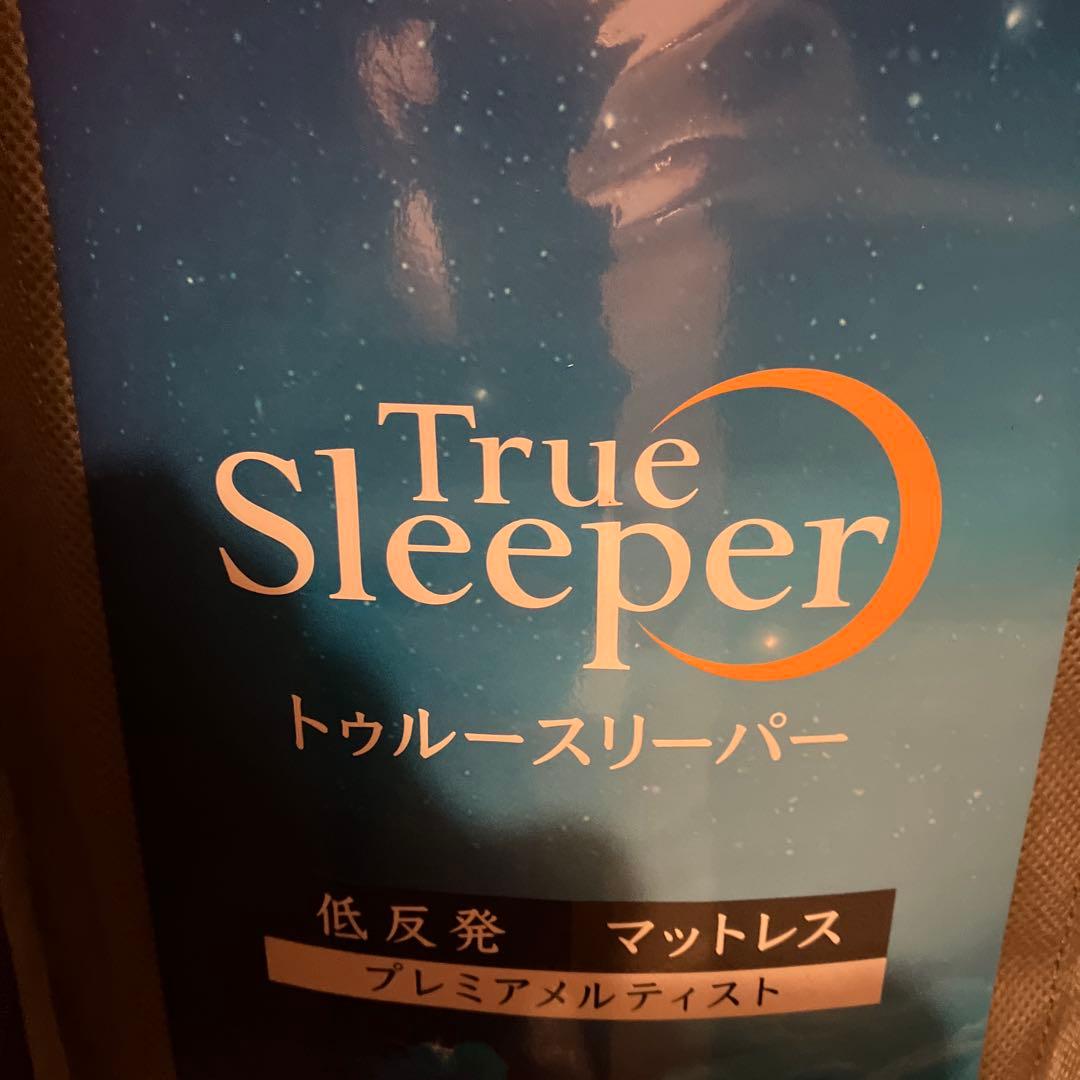 True
Sleeper
トゥルースリーパー
低反発 マットレス
プレミアメルティスト